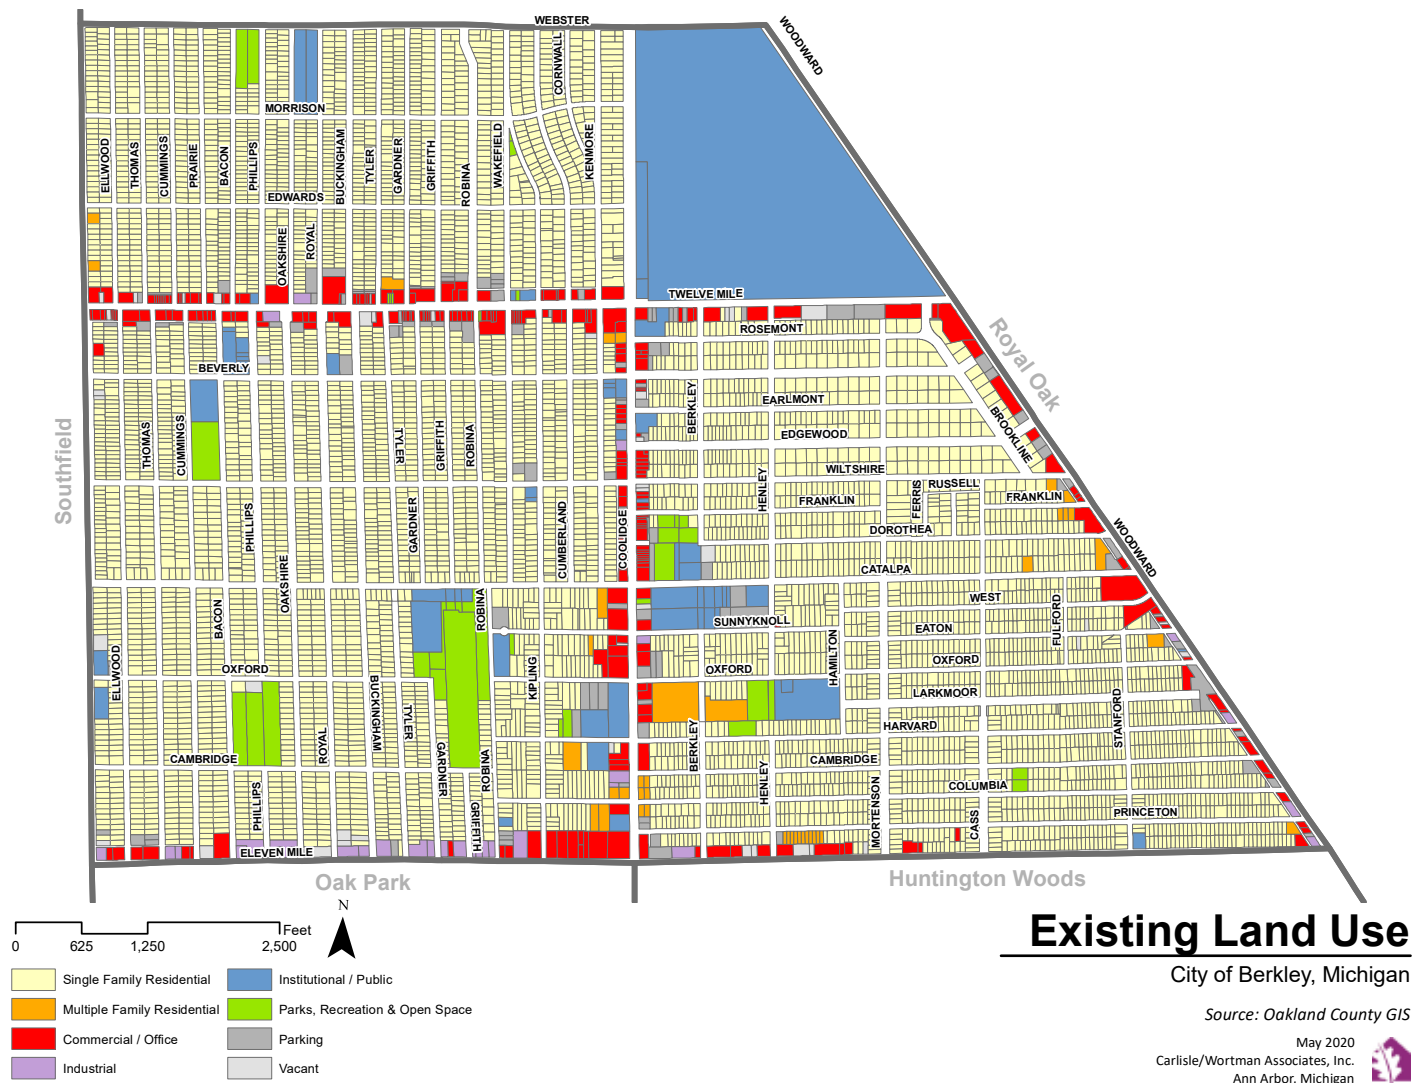 WEBSTER
WOODWARD
CORNWALL
MORRISON
ELLWOOD
THOMAS
CUMMINGS
PRAIRIE
BACON
PHILLIPS
BUCKINGHAM
TYLER
GARDNER
GRIFFITH
ROBINA
WAKEFIELD
KENMORE
EDWARDS
OAKSHIRE
ROYAL
TWELVE MILE
ROSEMONT
Royal Oak
BEVERLY
BERKLEY
EARLMONT
BROOKLINE
Southfield
THOMAS
CUMMINGS
TYLER
GRIFFITH
ROBINA
EDGEWOOD
WILTSHIRE
HENLEY
FRANKLIN
FERRIS
RUSSELL
FRANKLIN
PHILLIPS
GARDNER
CUMBERLAND
COOLIDGE
DOROTHEA
WOODWARD
OAKSHIRE
CATALPA
BACON
ROBINA
WEST
SUNNYKNOLL
EATON
FULFORD
HAMILTON
ELLWOOD
OXFORD
KIPLING
OXFORD
OXFORD
BUCKINGHAM
TYLER
LARKMOOR
STANFORD
ROYAL
GARDNER
BERKLEY
HARVARD
CAMBRIDGE
ROBINA
HENLEY
CAMBRIDGE
PHILLIPS
GRIFFITH
MORTENSON
COLUMBIA
CASS
PRINCETON
ELEVEN MILE
Oak Park
Huntington Woods
N
Feet
0 625 1,250 2,500
Existing Land Use
City of Berkley, Michigan
Single Family Residential
Institutional / Public
Multiple Family Residential
Parks, Recreation & Open Space
Commercial / Office
Parking
Industrial
Vacant
Source: Oakland County GIS
May 2020
Carlisle/Wortman Associates, Inc.
Ann Arbor, Michigan